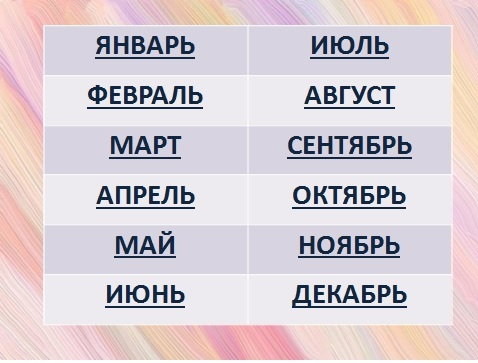 ЯНВАРЬ ИЮЛЬ
ФЕВРАЛЬ АВГУСТ
МАРТ СЕНТЯБРЬ
АПРЕЛЬ ОКТЯБРЬ
МАЙ НОЯБРЬ
ИЮНЬ ДЕКАБРЬ